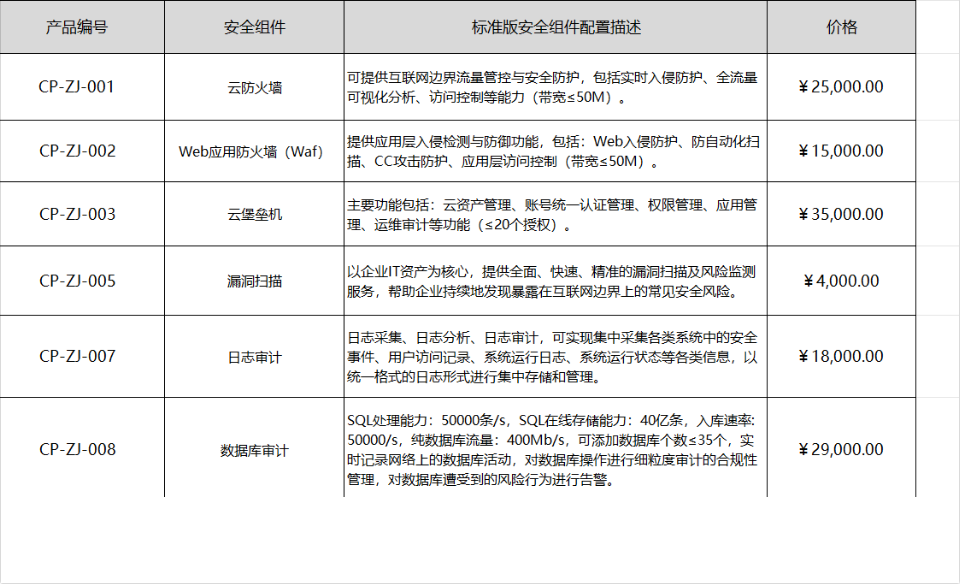 产品编号 安全组件 标准版安全组件配置描述 价格
CP-ZJ-001 云防火墙 ￥25,000.00
可提供互联网边界流量管控与安全防护，包括实时入侵防护、全流量
可视化分析、访问控制等能力（带宽≤50M）。
CP-ZJ-002 Web应用防火墙（Waf） ￥15,000.00
提供应用层入侵检测与防御功能，包括：Web入侵防护、防自动化扫
描、CC攻击防护、应用层访问控制（带宽≤50M）。
CP-ZJ-003 云堡垒机 ￥35,000.00
主要功能包括：云资产管理、账号统一认证管理、权限管理、应用管
理、运维审计等功能（≤20个授权）。
CP-ZJ-005 漏洞扫描 ￥4,000.00
以企业IT资产为核心，提供全面、快速、精准的漏洞扫描及风险监测
服务，帮助企业持续地发现暴露在互联网边界上的常见安全风险。
CP-ZJ-007 日志审计 ￥18,000.00
日志采集、日志分析、日志审计，可实现集中采集各类系统中的安全
事件、用户访问记录、系统运行日志、系统运行状态等各类信息，以
统一格式的日志形式进行集中存储和管理。
CP-ZJ-008 数据库审计 ￥29,000.00
SQL处理能力：50000条/s，SQL在线存储能力：40亿条，入库速率:
50000/s，纯数据库流量：400Mb/s，可添加数据库个数≤35个，实
时记录网络上的数据库活动，对数据库操作进行细粒度审计的合规性
管理，对数据库遭受到的风险行为进行告警。